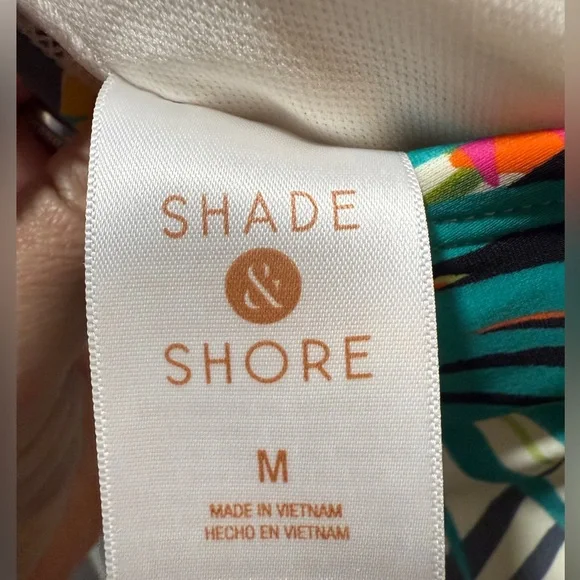 SHADE
&
SHORE
M
MADE IN VIETNAM
HECHO EN VIETNAM